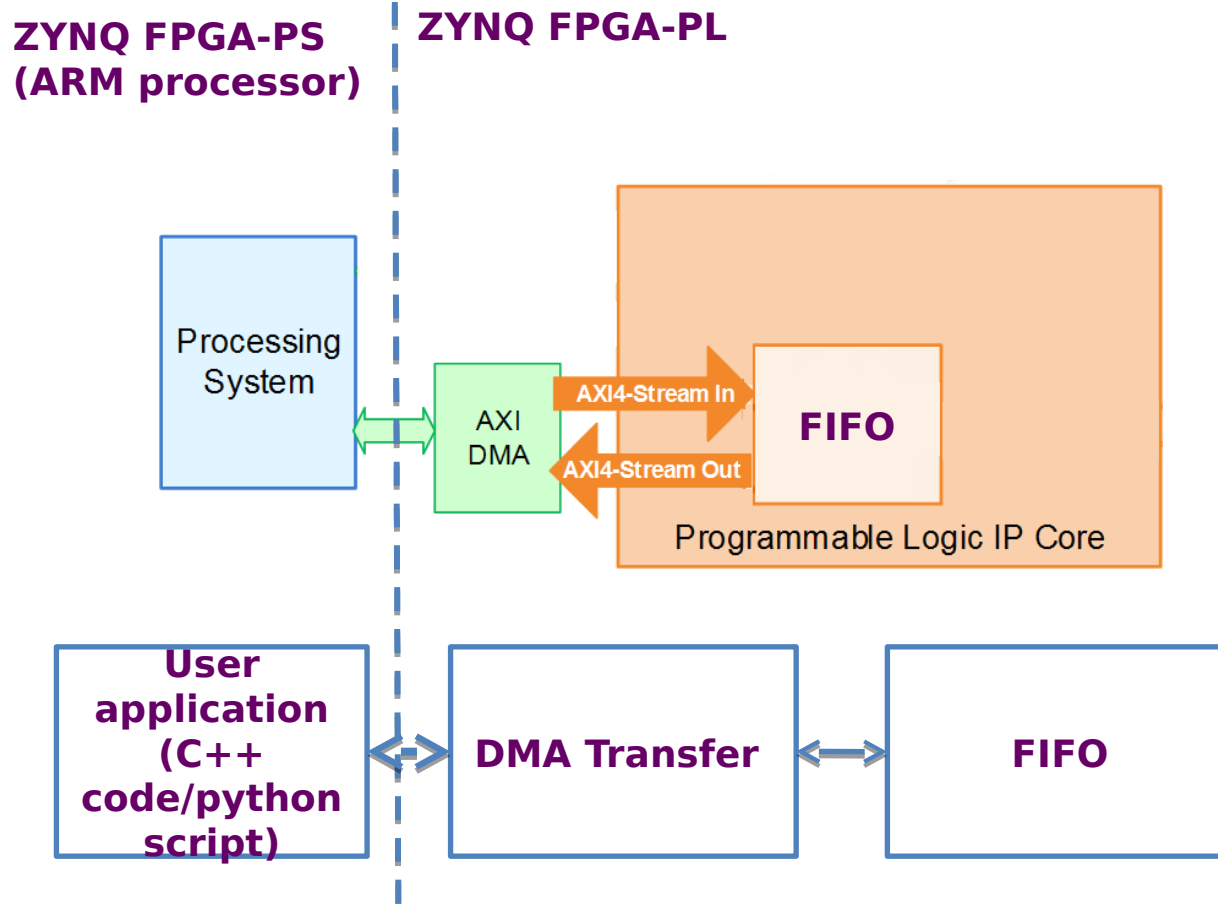 ZYNQ FPGA-PS
(ARM processor)
ZYNQ FPGA-PL
Processing
System
AXI
DMA
AXI4-Stream In
AXI4-Stream Out
FIFO
Programmable Logic IP Core
User
application
(C++
code/python
script)
DMA Transfer
FIFO